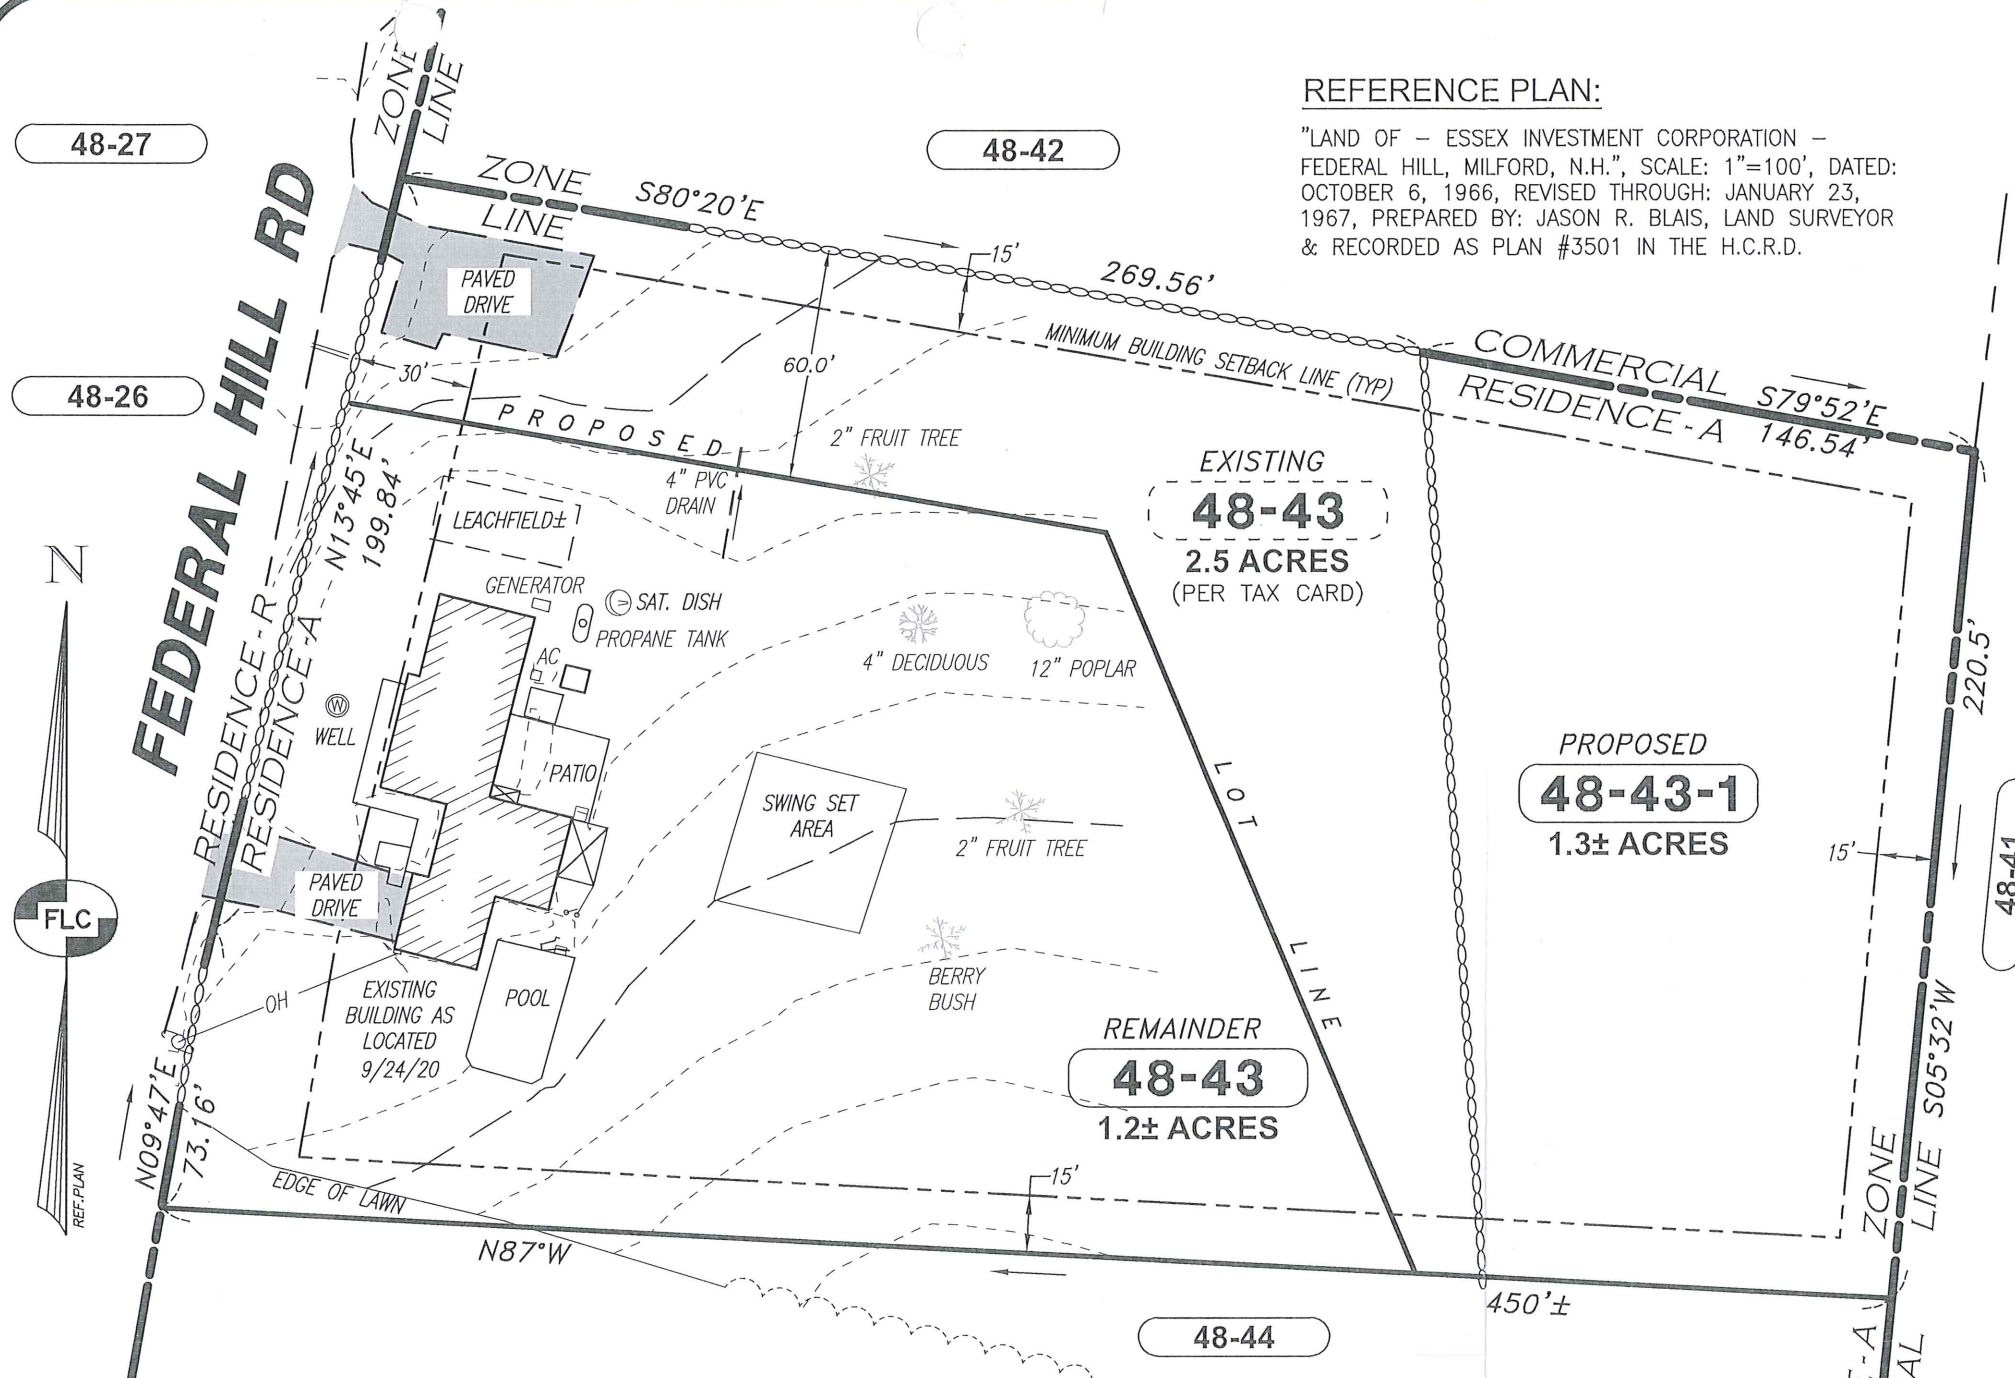 ZONE
LINE
48-27
48-42
REFERENCE PLAN:
"LAND OF – ESSEX INVESTMENT CORPORATION –
FEDERAL HILL, MILFORD, N.H.", SCALE: 1"=100', DATED:
OCTOBER 6, 1966, REVISED THROUGH: JANUARY 23,
1967, PREPARED BY: JASON R. BLAIS, LAND SURVEYOR
& RECORDED AS PLAN #3501 IN THE H.C.R.D.
ZONE
LINE
S80°20'E
15'
269.56'
PAVED
DRIVE
FEDERAL HILL RD
48-26
30'
60.0'
MINIMUM BUILDING SETBACK LINE (TYP)
COMMERCIAL
RESIDENCE-A
S79°52'E
146.54'
PROPOSED
2" FRUIT TREE
4" PVC
DRAIN
N13°45'E
199.84'
LEACHFIELD±
EXISTING
48-43
2.5 ACRES
(PER TAX CARD)
N
GENERATOR
SAT. DISH
PROPANE TANK
AC
4" DECIDUOUS
12" POPLAR
RESIDENCE-R
RESIDENCE-A
W
WELL
PATIO
220.5'
PROPOSED
48-43-1
1.3± ACRES
LOT
LINE
SWING SET
AREA
2" FRUIT TREE
15'
48-41
PAVED
DRIVE
FLC
BERRY
BUSH
OH
EXISTING
BUILDING AS
LOCATED
9/24/20
POOL
REMAINDER
48-43
1.2± ACRES
S05°32'W
N09°47'E
73.16'
REF.PLAN
EDGE OF LAWN
15'
ZONE
LINE
N87°W
450'±
48-44
E-A
AL